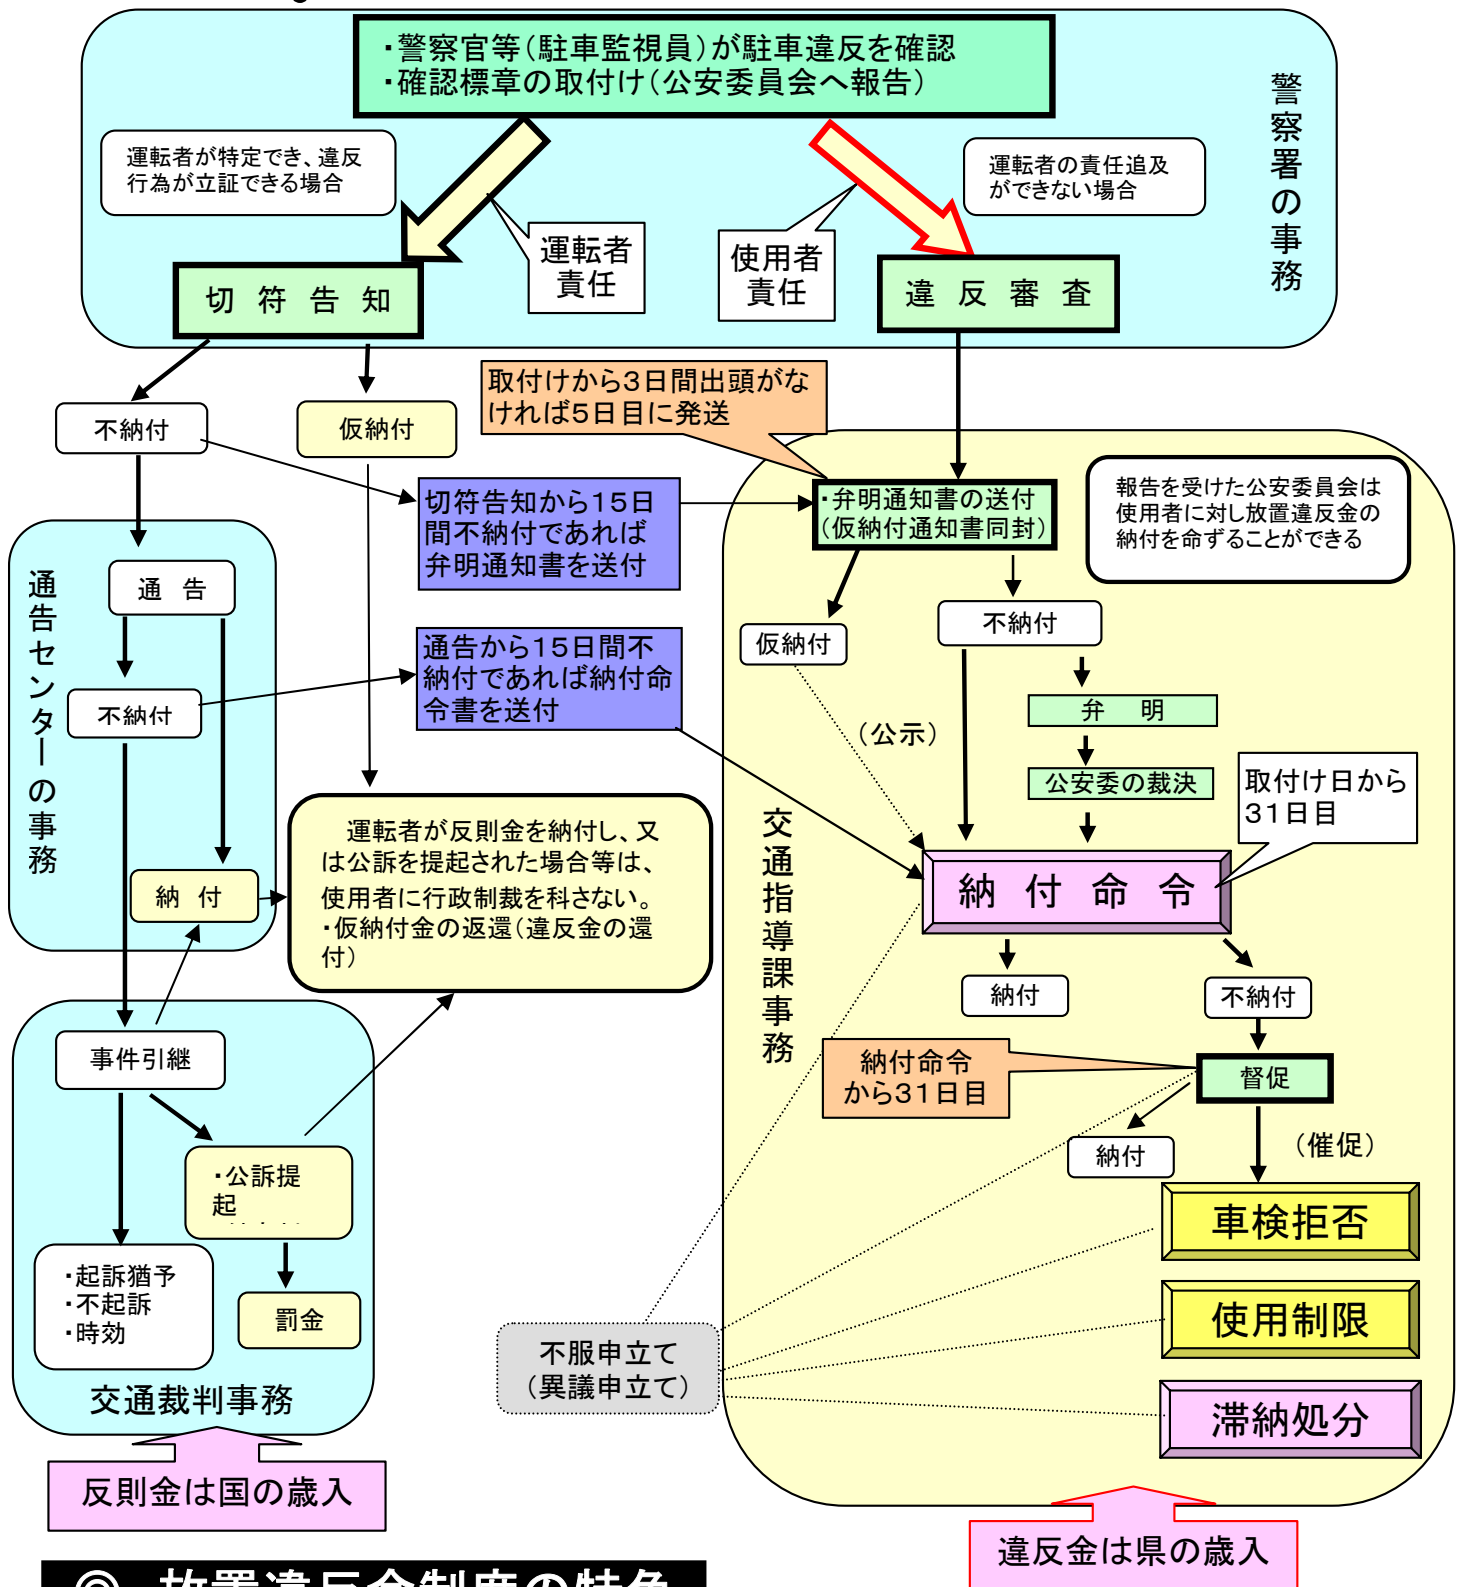 ・警察官等（駐車監視員）が駐車違反を確認
・確認標章の取付け（公安委員会へ報告）
警察署の事務
運転者が特定でき、違反
行為が立証できる場合
運転者の責任追及
ができない場合
運転者
責任
使用者
責任
切 符 告 知
違 反 審 査
取付けから３日間出頭がな
ければ５日目に発送
不納付
仮納付
切符告知から１５日
間不納付であれば
弁明通知書を送付
・弁明通知書の送付
（仮納付通知書同封）
報告を受けた公安委員会は
使用者に対し放置違反金の
納付を命ずることができる
通告センターの事務
通 告
不納付
納 付
通告から１５日間不
納付であれば納付命
令書を送付
仮納付
不納付
弁 明
（公示）
公安委の裁決
取付け日から
３１日目
運転者が反則金を納付し、又
は公訴を提起された場合等は、
使用者に行政制裁を科さない。
・仮納付金の返還（違反金の還
付）
交通指導課事務
納 付 命 令
納付
不納付
納付命令
から３１日目
督促
納付
（催促）
車検拒否
使用制限
滞納処分
事件引継
・公訴提
起
・起訴猶予
・不起訴
・時効
罰金
交通裁判事務
不服申立て
（異議申立て）
反則金は国の歳入
違反金は県の歳入
◎ 放置違反金制度の特色